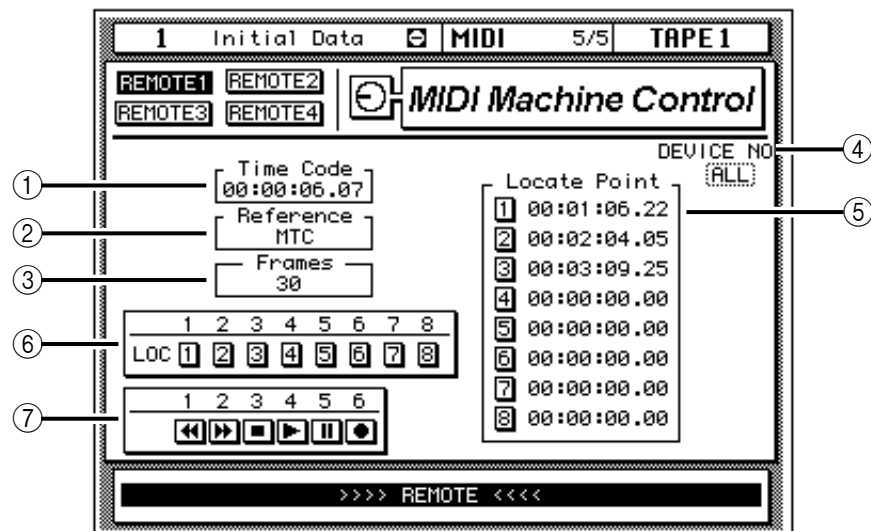 1 Initial Data MIDI 5/5 TAPE 1
REMOTE1 REMOTE2
REMOTE3 REMOTE4
MIDI Machine Control
DEVICE NO
ALL
④
① Time Code
00:00:06.07
② Reference
MTC
③ Frames
30
Locate Point
⑤
1 00:01:06.22
2 00:02:04.05
3 00:03:09.25
4 00:00:00.00
5 00:00:00.00
6 00:00:00.00
7 00:00:00.00
8 00:00:00.00
1 2 3 4 5 6 7 8
⑥ LOC 1 2 3 4 5 6 7 8
1 2 3 4 5 6
⑦
>>>> REMOTE <<<<